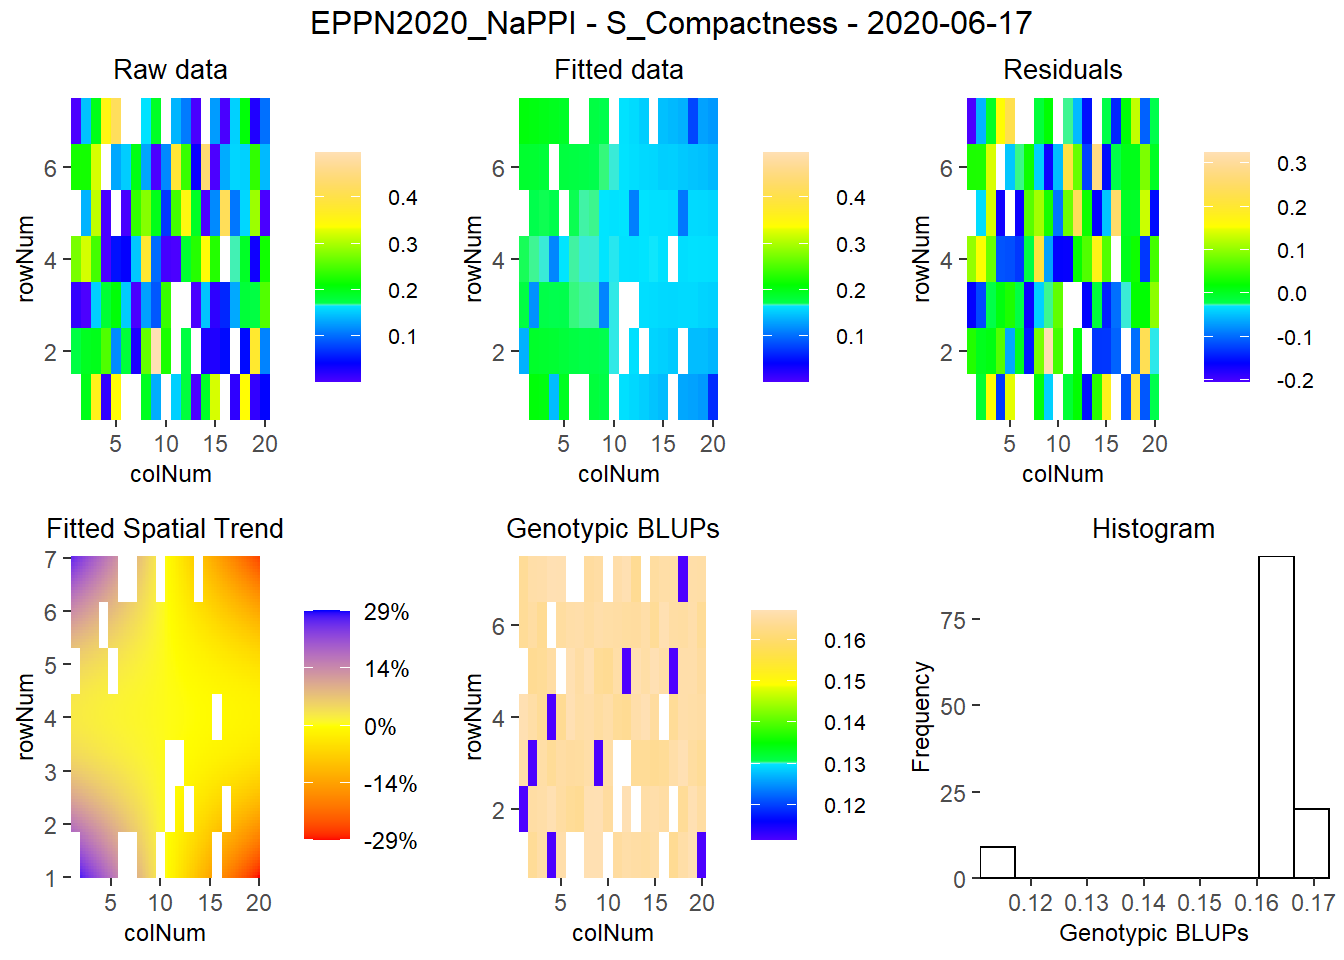 EPPN2020_NaPPI - S_Compactness - 2020-06-17
Raw data
rowNum
6
4
2
5 10 15 20
colNum
0.4
0.3
0.2
0.1
Fitted data
rowNum
6
4
2
5 10 15 20
colNum
0.4
0.3
0.2
0.1
Residuals
rowNum
6
4
2
5 10 15 20
colNum
0.3
0.2
0.1
0.0
-0.1
-0.2
Fitted Spatial Trend
rowNum
7
6
5
4
3
2
1
5 10 15 20
colNum
29%
14%
0%
-14%
-29%
Genotypic BLUPs
rowNum
6
4
2
5 10 15 20
colNum
0.16
0.15
0.14
0.13
0.12
Histogram
Frequency
75
50
25
0
0.12 0.13 0.14 0.15 0.16 0.17
Genotypic BLUPs